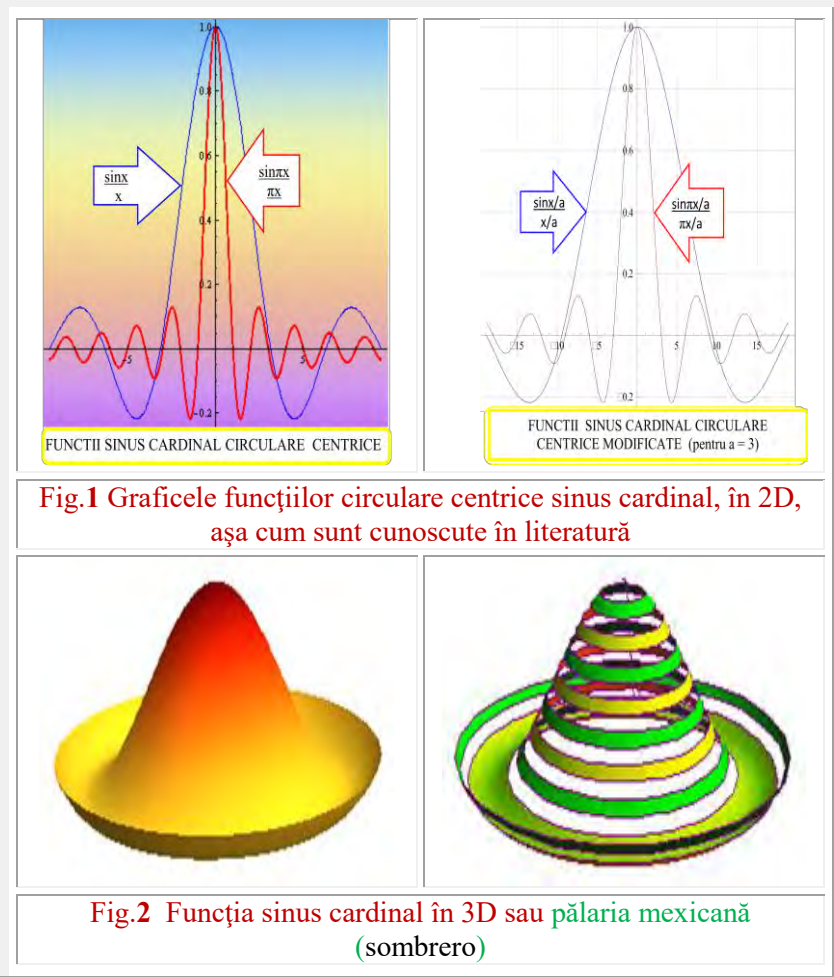 1.0
0.8
0.6
0.4
0.2
-0.2
-5
5
sinx
x
sinπx
πx
FUNCTII SINUS CARDINAL CIRCULARE CENTRICE
1.0
0.8
0.6
0.4
0.2
0.2
15
10
5
5
10
15
sinx/a
x/a
sinπx/a
πx/a
FUNCTII SINUS CARDINAL CIRCULARE
CENTRICE MODIFICATE (pentru a = 3)
Fig.1 Graficele funcţiilor circulare centrice sinus cardinal, în 2D,
aşa cum sunt cunoscute în literatură
Fig.2 Funcţia sinus cardinal în 3D sau pălaria mexicană
(sombrero)